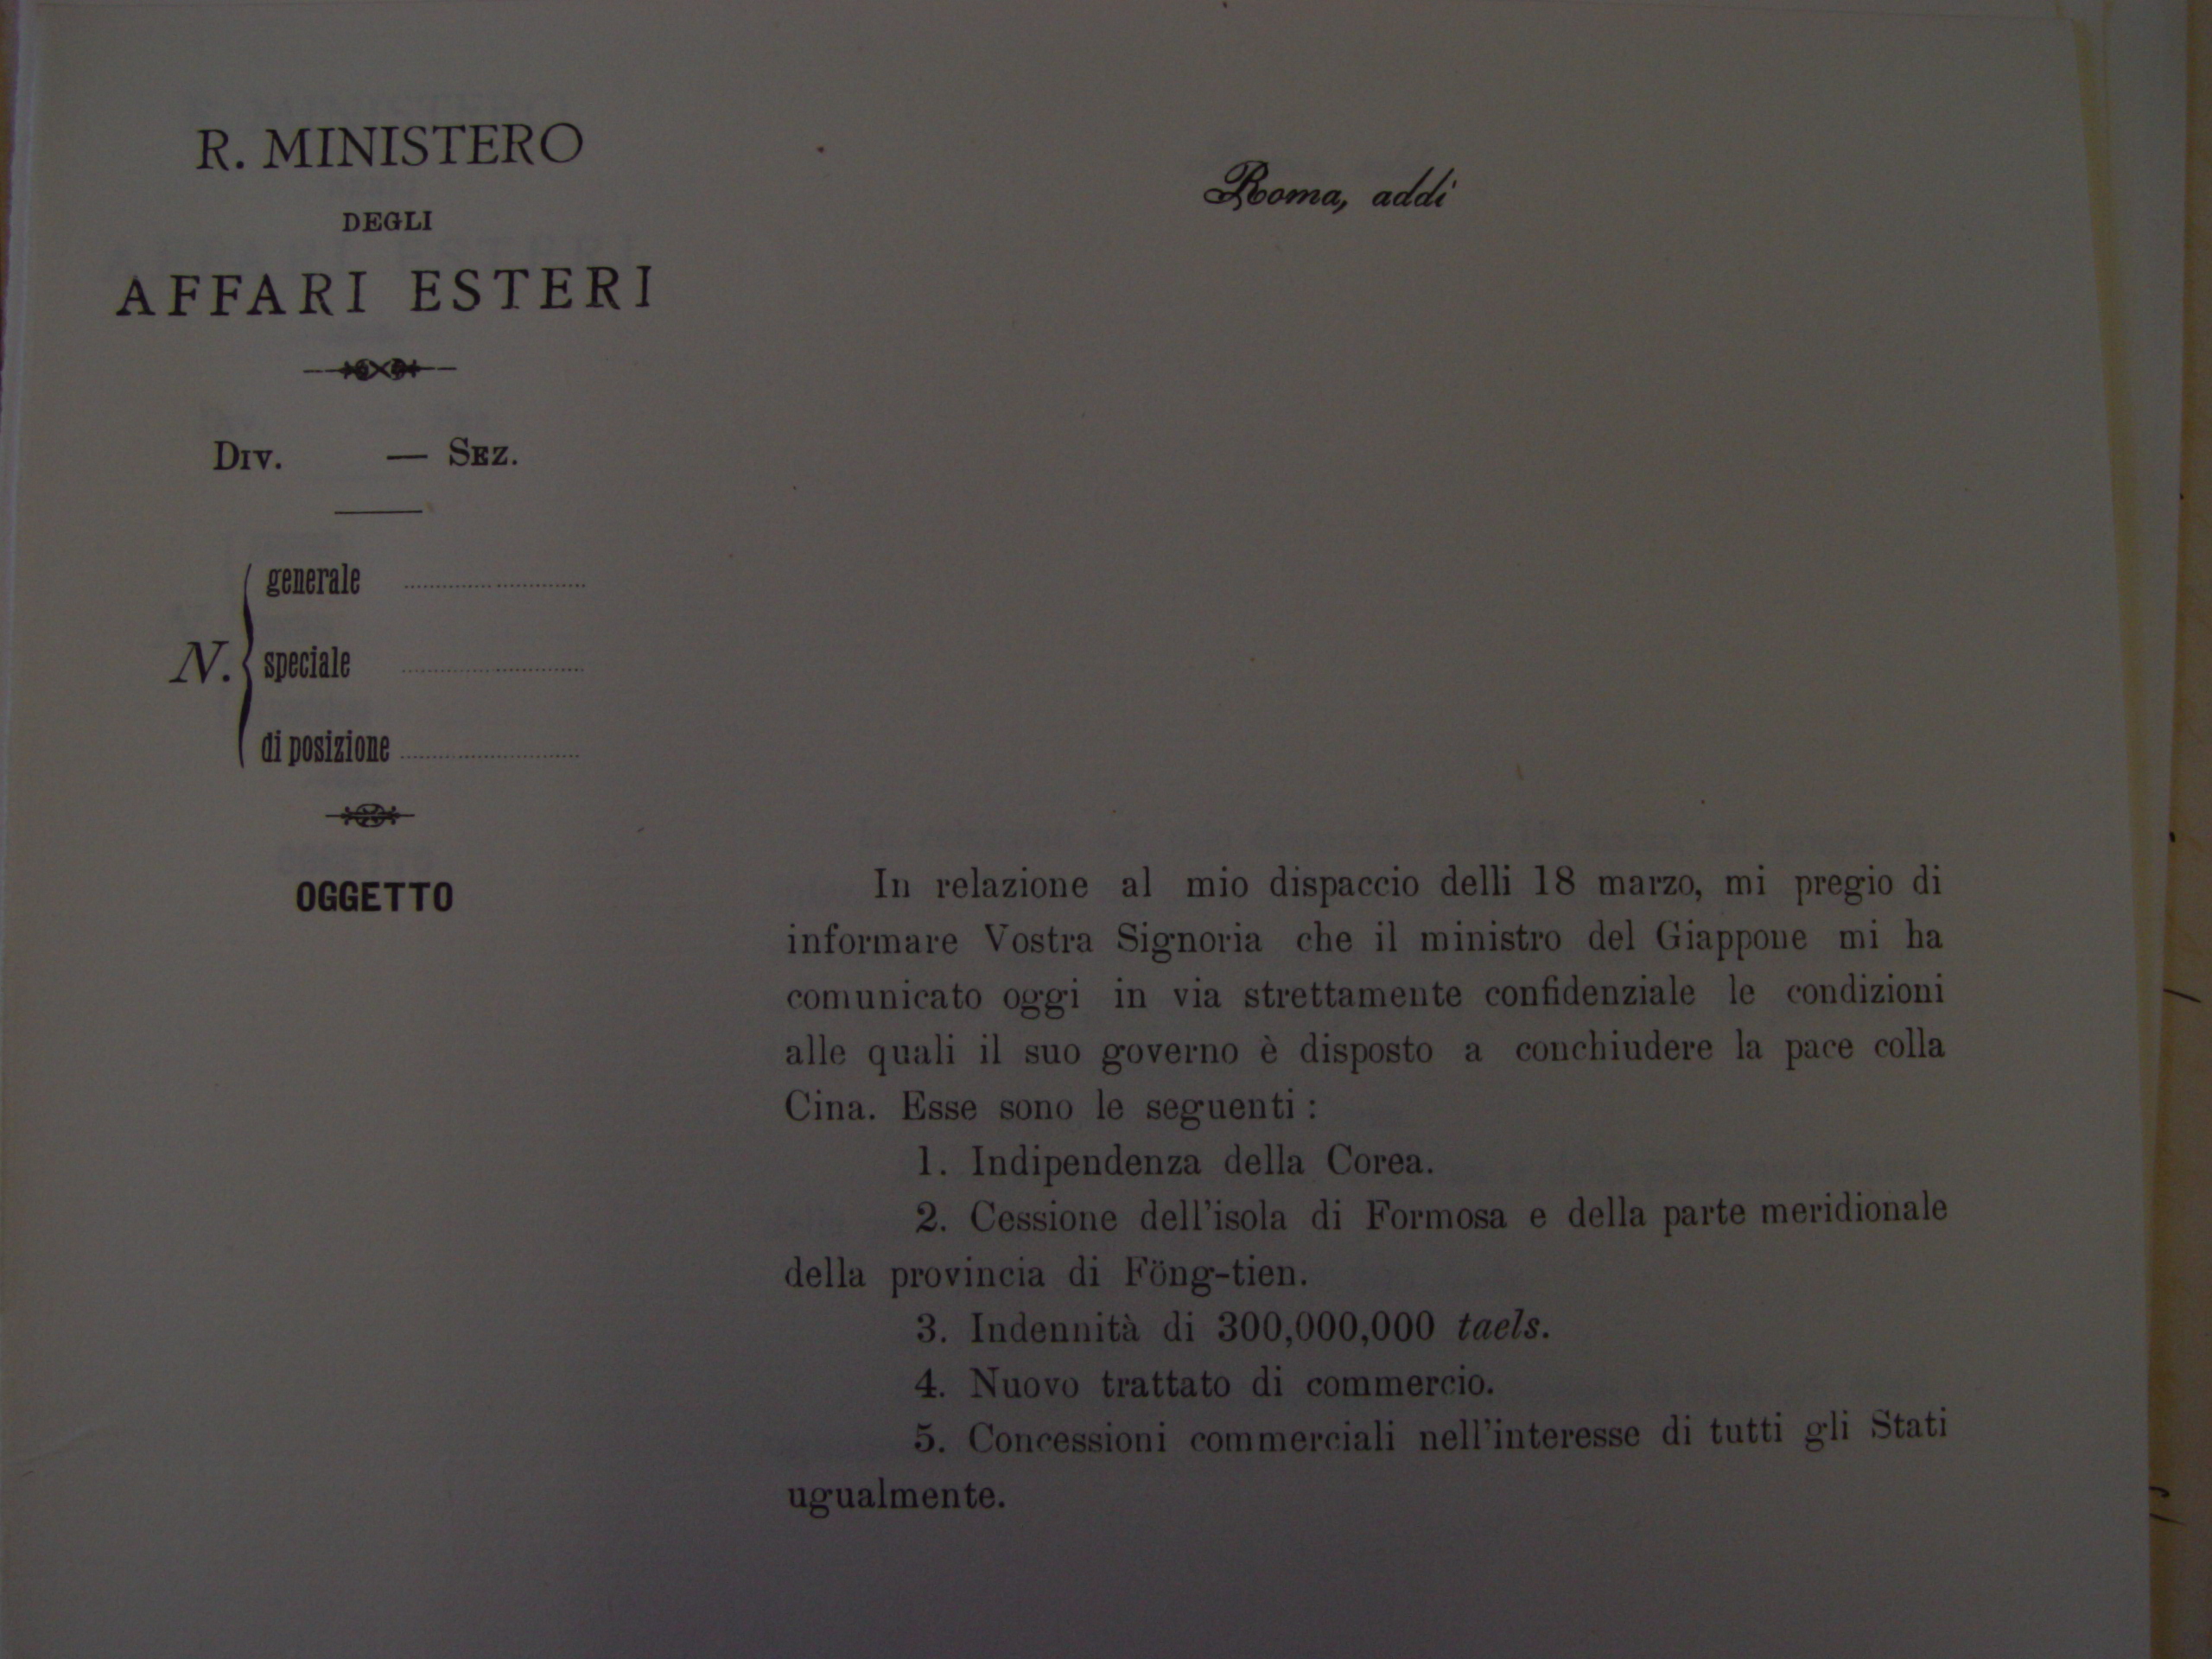 R. MINISTERO
DEGLI
AFFARI ESTERI
Div. — Sez.
N.
generale
speciale
di posizione
OGGETTO
Roma, addì
In relazione al mio dispaccio delli 18 marzo, mi pregio di
informare Vostra Signoria che il ministro del Giappone mi ha
comunicato oggi in via strettamente confidenziale le condizioni
alle quali il suo governo è disposto a conchiudere la pace colla
Cina. Esse sono le seguenti :
1. Indipendenza della Corea.
2. Cessione dell'isola di Formosa e della parte meridionale
della provincia di Föng-tien.
3. Indennità di 300,000,000 taels.
4. Nuovo trattato di commercio.
5. Concessioni commerciali nell'interesse di tutti gli Stati
ugualmente.